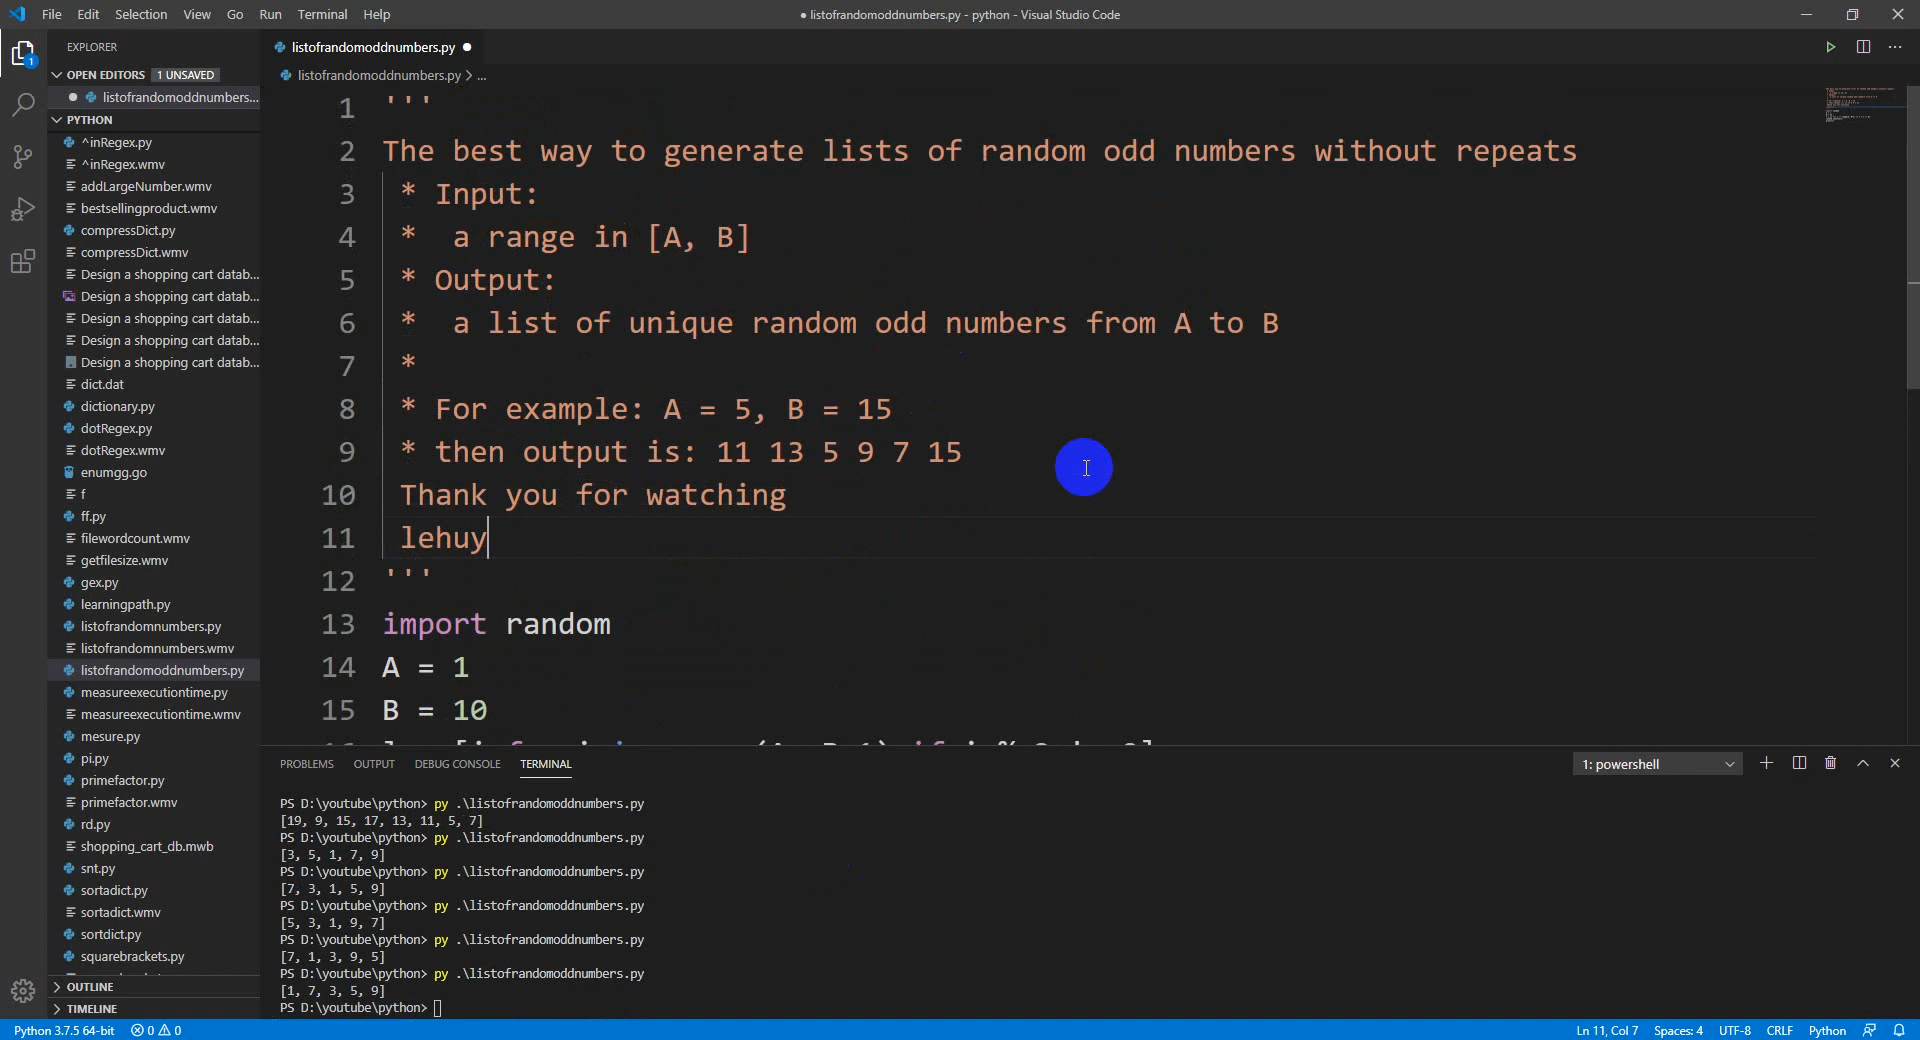 File Edit Selection View Go Run Terminal Help
● listofrandomoddnumbers.py - python - Visual Studio Code
EXPLORER
OPEN EDITORS 1 UNSAVED
listofrandomoddnumbers...
PYTHON
^inRegex.py
^inRegex.wmv
addLargeNumber.wmv
bestsellingproduct.wmv
compressDict.py
compressDict.wmv
Design a shopping cart datab...
Design a shopping cart datab...
Design a shopping cart datab...
Design a shopping cart datab...
Design a shopping cart datab...
dict.dat
dictionary.py
dotRegex.py
dotRegex.wmv
enumgg.go
f
ff.py
filewordcount.wmv
getfilesize.wmv
gex.py
learningpath.py
listofrandomnumbers.py
listofrandomnumbers.wmv
listofrandomoddnumbers.py
measureexecutiontime.py
measureexecutiontime.wmv
mesure.py
pi.py
primefactor.py
primefactor.wmv
rd.py
shopping_cart_db.mwb
snt.py
sortadict.py
sortadict.wmv
sortdict.py
squarebrackets.py
OUTLINE
TIMELINE
1
listofrandomoddnumbers.py ●
listofrandomoddnumbers.py > ...
1 '''
2 The best way to generate lists of random odd numbers without repeats
3 * Input:
4 * a range in [A, B]
5 * Output:
6 * a list of unique random odd numbers from A to B
7 *
8 * For example: A = 5, B = 15
9 * then output is: 11 13 5 9 7 15
10 Thank you for watching
11 lehuy
12 '''
13 import random
14 A = 1
15 B = 10
PROBLEMS OUTPUT DEBUG CONSOLE TERMINAL
1: powershell
PS D:\youtube\python> py .\listofrandomoddnumbers.py
[19, 9, 15, 17, 13, 11, 5, 7]
PS D:\youtube\python> py .\listofrandomoddnumbers.py
[3, 5, 1, 7, 9]
PS D:\youtube\python> py .\listofrandomoddnumbers.py
[7, 3, 1, 5, 9]
PS D:\youtube\python> py .\listofrandomoddnumbers.py
[5, 3, 1, 9, 7]
PS D:\youtube\python> py .\listofrandomoddnumbers.py
[7, 1, 3, 9, 5]
PS D:\youtube\python> py .\listofrandomoddnumbers.py
[1, 7, 3, 5, 9]
PS D:\youtube\python>
Python 3.7.5 64-bit 0 0
Ln 11, Col 7 Spaces: 4 UTF-8 CRLF Python